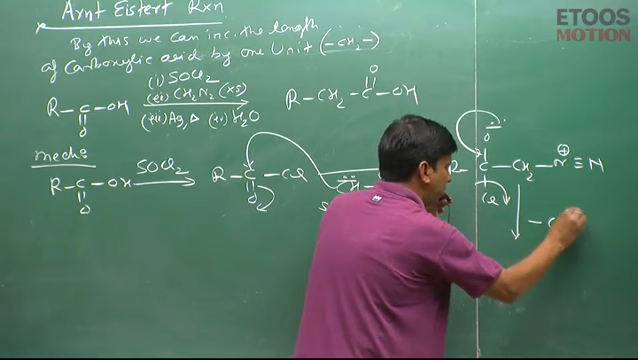 Arnt Eistert Rxn
By this we can inc. the length
of Carboxylic acid by one Unit (-CH2-)
R-C-OH (i) SOCl2 (ii) CH2N2 (xs) (iii) Ag, Δ (iv) H2O R-CH2-C-OH
O O
mech:
R-C-OH SOCl2 R-C-Cl
O O
R-C-CH2-N≡N
O Cl
⊕
ETOOS
MOTION